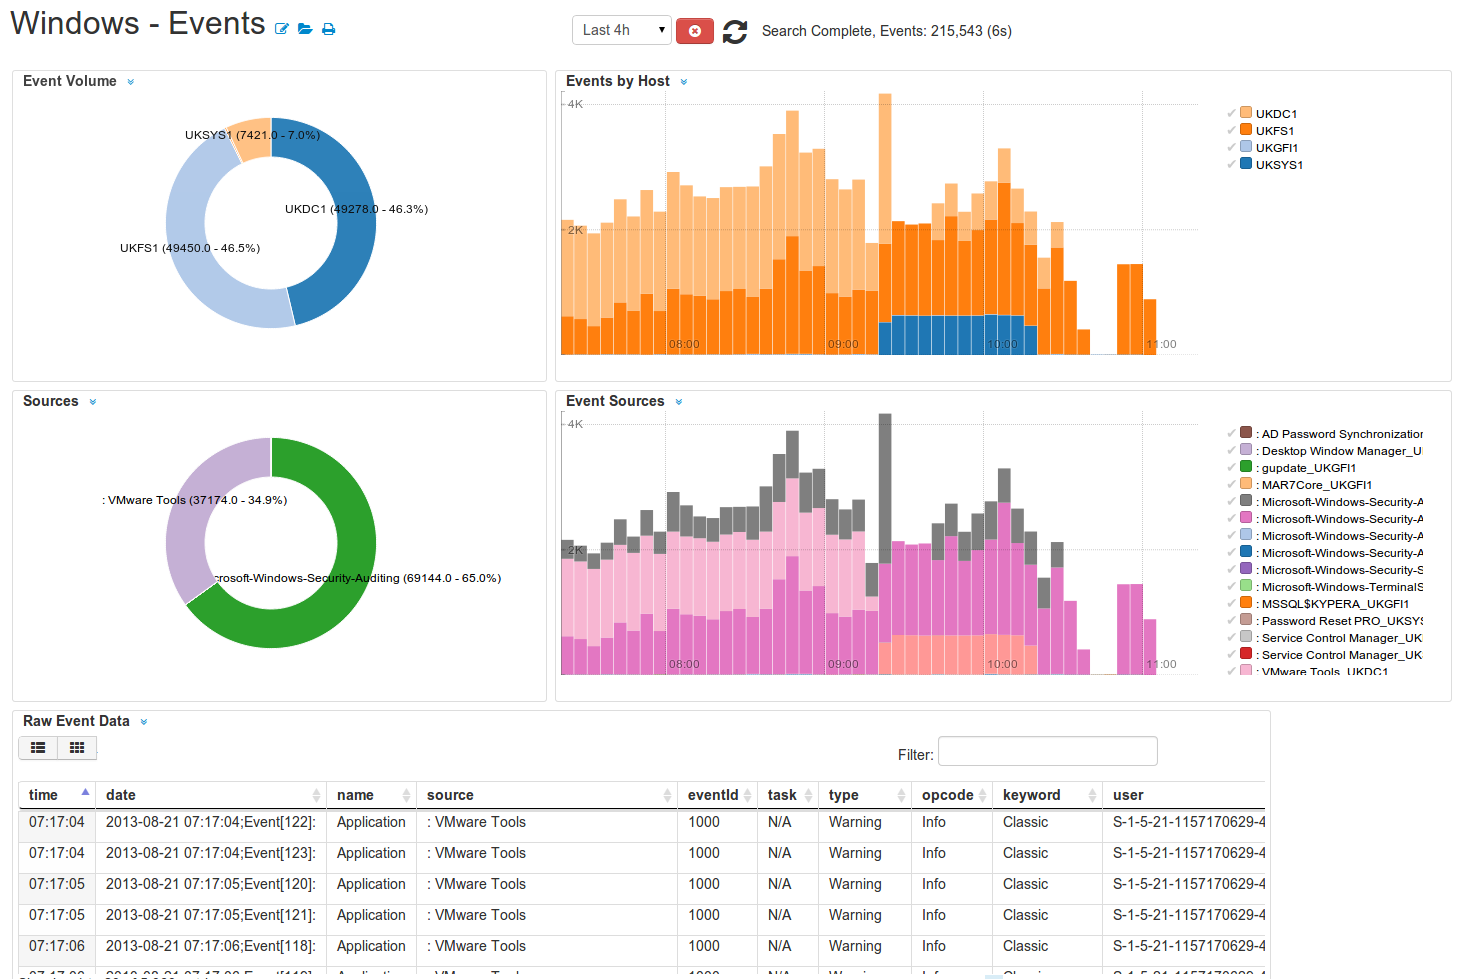 Windows - Events
Last 4h
Search Complete, Events: 215,543 (6s)
Event Volume
UKSYS1 (7421.0 - 7.0%)
UKDC1 (49278.0 - 46.3%)
UKFS1 (49450.0 - 46.5%)
Events by Host
4K
2K
08:00
09:00
10:00
11:00
UKDC1
UKFS1
UKGFI1
UKSYS1
Sources
: VMware Tools (37174.0 - 34.9%)
crosoft-Windows-Security-Auditing (69144.0 - 65.0%)
Event Sources
4K
2K
08:00
09:00
10:00
11:00
: AD Password Synchronization
: Desktop Window Manager_U
: gupdate_UKGFI1
: MAR7Core_UKGFI1
: Microsoft-Windows-Security-A
: Microsoft-Windows-Security-A
: Microsoft-Windows-Security-A
: Microsoft-Windows-Security-A
: Microsoft-Windows-Security-S
: Microsoft-Windows-TerminalS
: MSSQL$KYPERA_UKGFI1
: Password Reset PRO_UKSYS
: Service Control Manager_UK
: Service Control Manager_UK
: VMware Tools_UKDC1
Raw Event Data
Filter:
time date name source eventId task type opcode keyword user
07:17:04 2013-08-21 07:17:04;Event[122]: Application : VMware Tools 1000 N/A Warning Info Classic S-1-5-21-1157170629-4
07:17:04 2013-08-21 07:17:04;Event[123]: Application : VMware Tools 1000 N/A Warning Info Classic S-1-5-21-1157170629-4
07:17:05 2013-08-21 07:17:05;Event[120]: Application : VMware Tools 1000 N/A Warning Info Classic S-1-5-21-1157170629-4
07:17:05 2013-08-21 07:17:05;Event[121]: Application : VMware Tools 1000 N/A Warning Info Classic S-1-5-21-1157170629-4
07:17:06 2013-08-21 07:17:06;Event[118]: Application : VMware Tools 1000 N/A Warning Info Classic S-1-5-21-1157170629-4